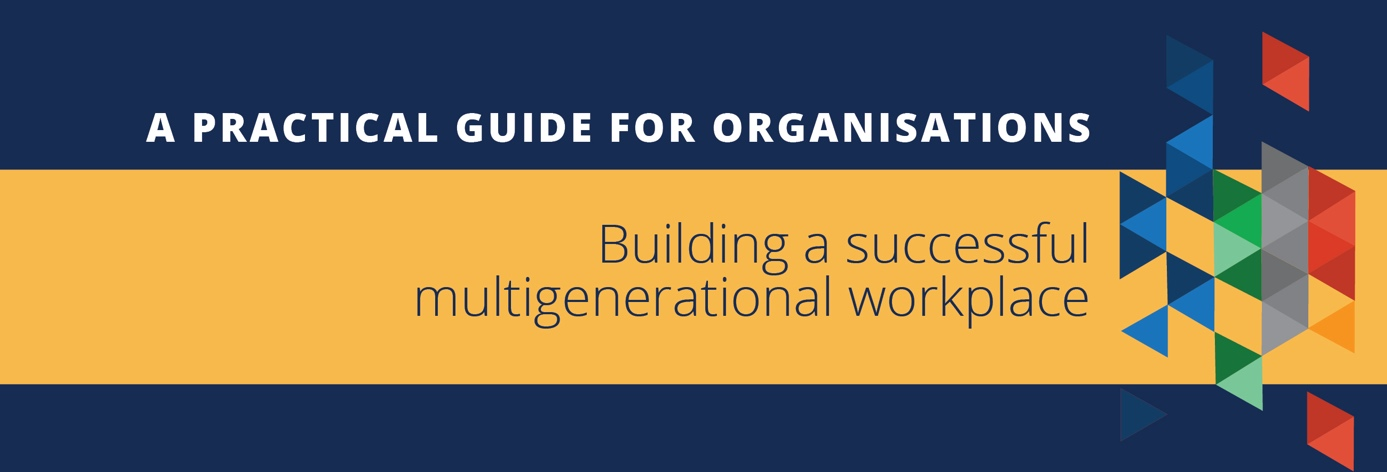 A PRACTICAL GUIDE FOR ORGANISATIONS
Building a successful
multigenerational workplace